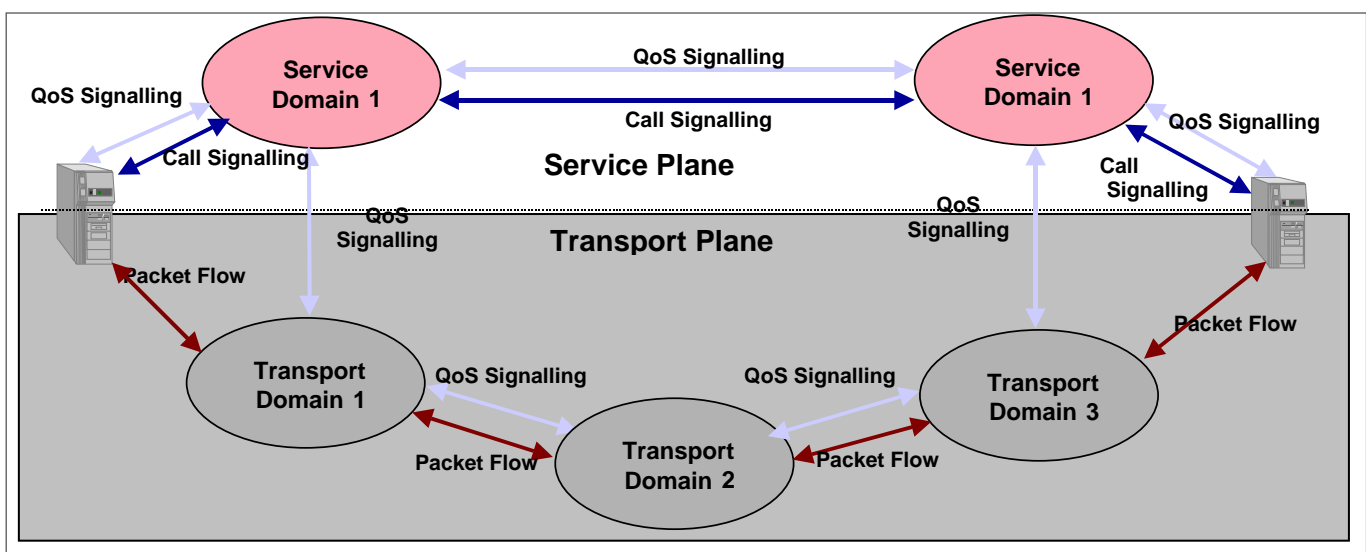 QoS Signalling
Service
Domain 1
Service
Domain 1
QoS Signalling
QoS Signalling
Call Signalling
Call Signalling
Service Plane
Call
Signalling
QoS
Signalling
Transport Plane
QoS
Signalling
Packet Flow
Packet Flow
Transport
Domain 1
QoS Signalling
QoS Signalling
Transport
Domain 3
Packet Flow
Transport
Domain 2
Packet Flow